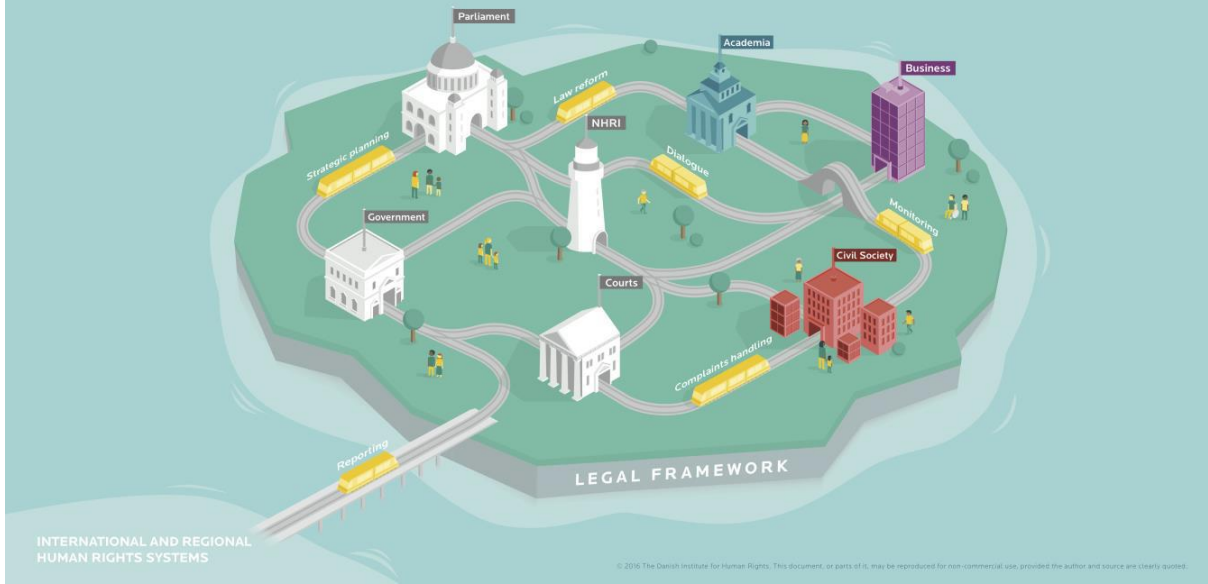 Parliament
Academia
Business
Law reform
NHRI
Strategic planning
Dialogue
Monitoring
Government
Civil Society
Courts
Complaints handling
Reporting
LEGAL FRAMEWORK
INTERNATIONAL AND REGIONAL
HUMAN RIGHTS SYSTEMS
© 2016 The Danish Institute for Human Rights. This document, or parts of it, may be reproduced for non-commercial use, provided the author and source are clearly quoted.